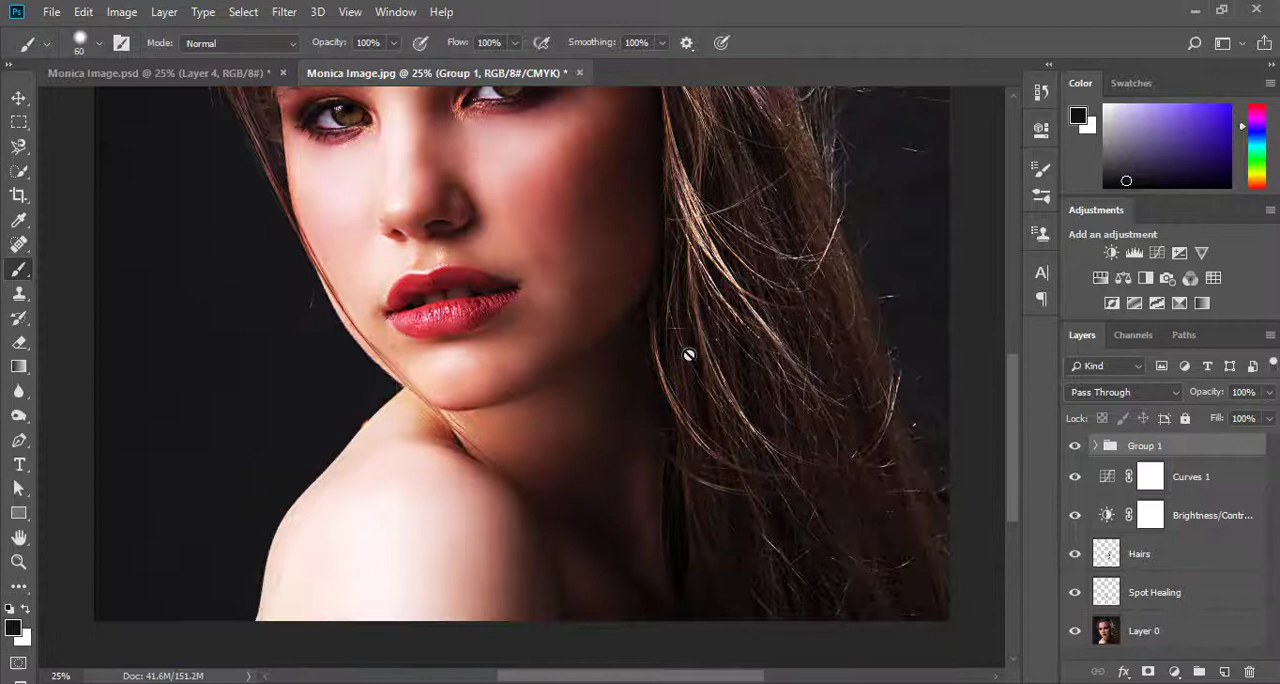 Ps File Edit Image Layer Type Select Filter 3D View Window Help
60 Mode: Normal Opacity: 100% Flow: 100% Smoothing: 100%
Monica Image.psd @ 25% (Layer 4, RGB/8#) * Monica Image.jpg @ 25% (Group 1, RGB/8#/CMYK) *
Color Swatches
Adjustments
Add an adjustment
Layers Channels Paths
Kind
Pass Through Opacity: 100%
Lock: Fill: 100%
Group 1
Curves 1
Brightness/Contr...
Hairs
Spot Healing
Layer 0
25% Doc: 41.6M/151.2M